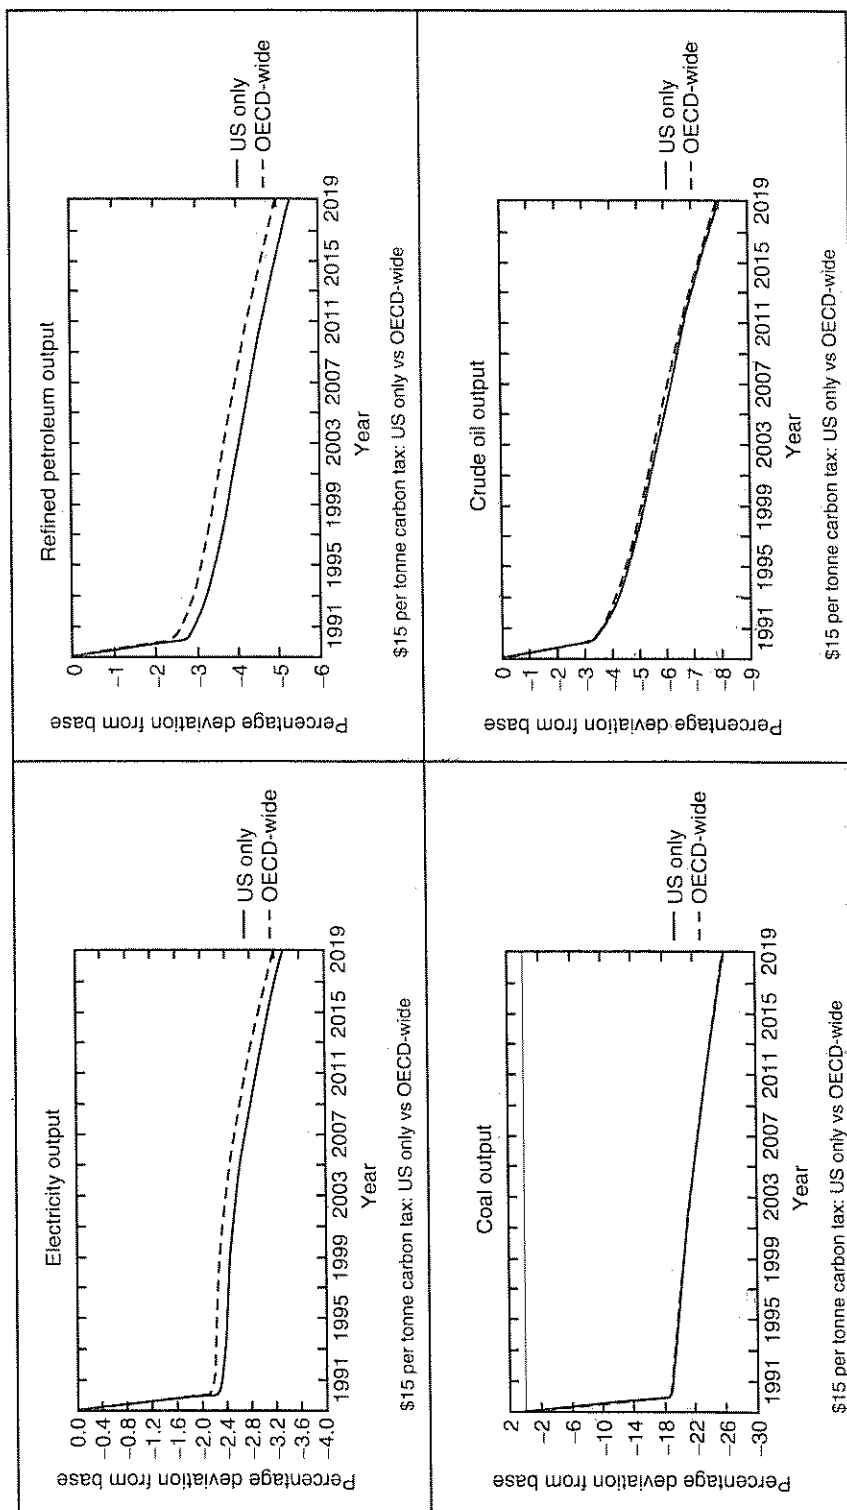 Electricity output
Percentage deviation from base
0.0
−0.4
−0.8
−1.2
−1.6
−2.0
−2.4
−2.8
−3.2
−3.6
−4.0
1991 1995 1999 2003 2007 2011 2015 2019
Year
US only
OECD-wide
$15 per tonne carbon tax: US only vs OECD-wide
Refined petroleum output
Percentage deviation from base
0
−1
−2
−3
−4
−5
−6
1991 1995 1999 2003 2007 2011 2015 2019
Year
US only
OECD-wide
$15 per tonne carbon tax: US only vs OECD-wide
Coal output
Percentage deviation from base
2
−2
−6
−10
−14
−18
−22
−26
−30
1991 1995 1999 2003 2007 2011 2015 2019
Year
US only
OECD-wide
$15 per tonne carbon tax: US only vs OECD-wide
Crude oil output
Percentage deviation from base
0
−1
−2
−3
−4
−5
−6
−7
−8
−9
1991 1995 1999 2003 2007 2011 2015 2019
Year
US only
OECD-wide
$15 per tonne carbon tax: US only vs OECD-wide